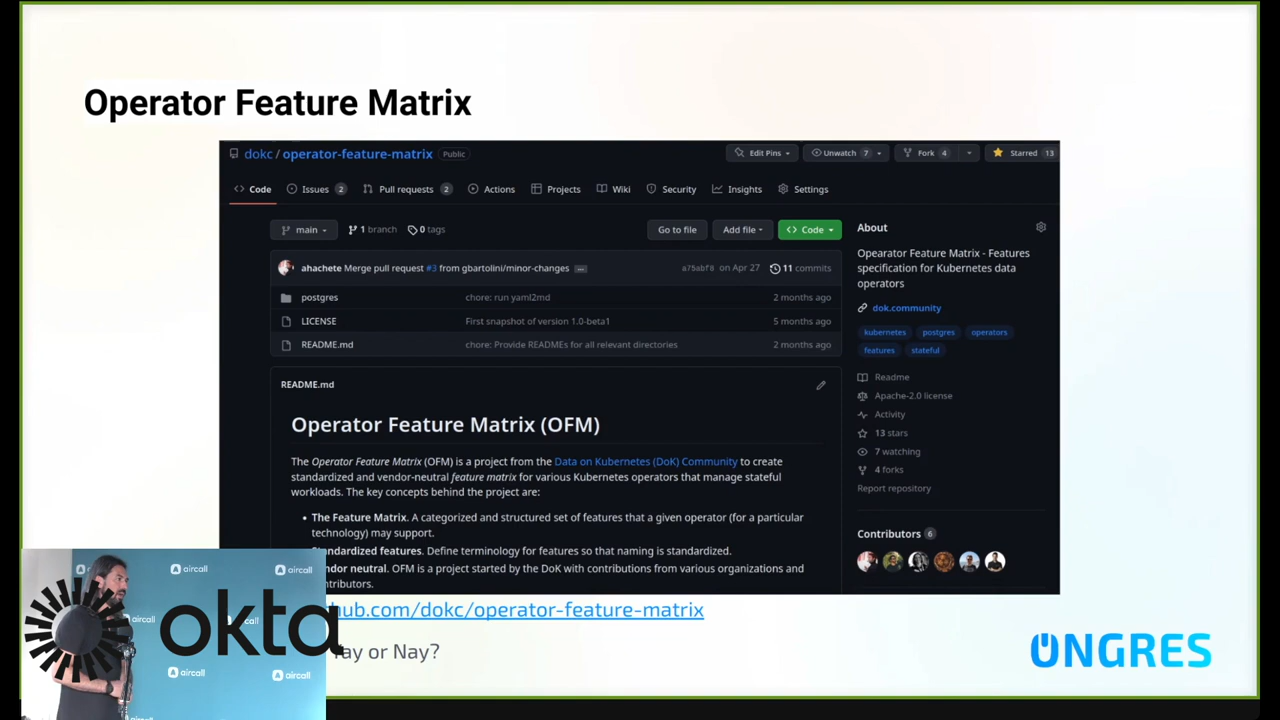 Operator Feature Matrix
dokc / operator-feature-matrix Public
Edit Pins Unwatch 7 Fork 4 Starred 13
Code Issues 2 Pull requests 2 Actions Projects Wiki Security Insights Settings
main 1 branch 0 tags Go to file Add file Code
ahachete Merge pull request #3 from gbartolini/minor-changes ... a75abf8 on Apr 27 11 commits
postgres chore: run yaml2md 2 months ago
LICENSE First snapshot of version 1.0-beta1 5 months ago
README.md chore: Provide READMEs for all relevant directories 2 months ago
README.md
Operator Feature Matrix (OFM)
The Operator Feature Matrix (OFM) is a project from the Data on Kubernetes (DoK) Community to create
standardized and vendor-neutral feature matrix for various Kubernetes operators that manage stateful
workloads. The key concepts behind the project are:
• The Feature Matrix. A categorized and structured set of features that a given operator (for a particular
technology) may support.
features. Define terminology for features so that naming is standardized.
neutral. OFM is a project started by the DoK with contributions from various organizations and
About
Opearator Feature Matrix - Features
specification for Kubernetes data
operators
dok.community
kubernetes postgres operators
features stateful
Readme
Apache-2.0 license
Activity
13 stars
7 watching
4 forks
Report repository
Contributors 6
hub.com/dokc/operator-feature-matrix
Yay or Nay?
ONGRES
aircall aircall
okta
aircall
aircall